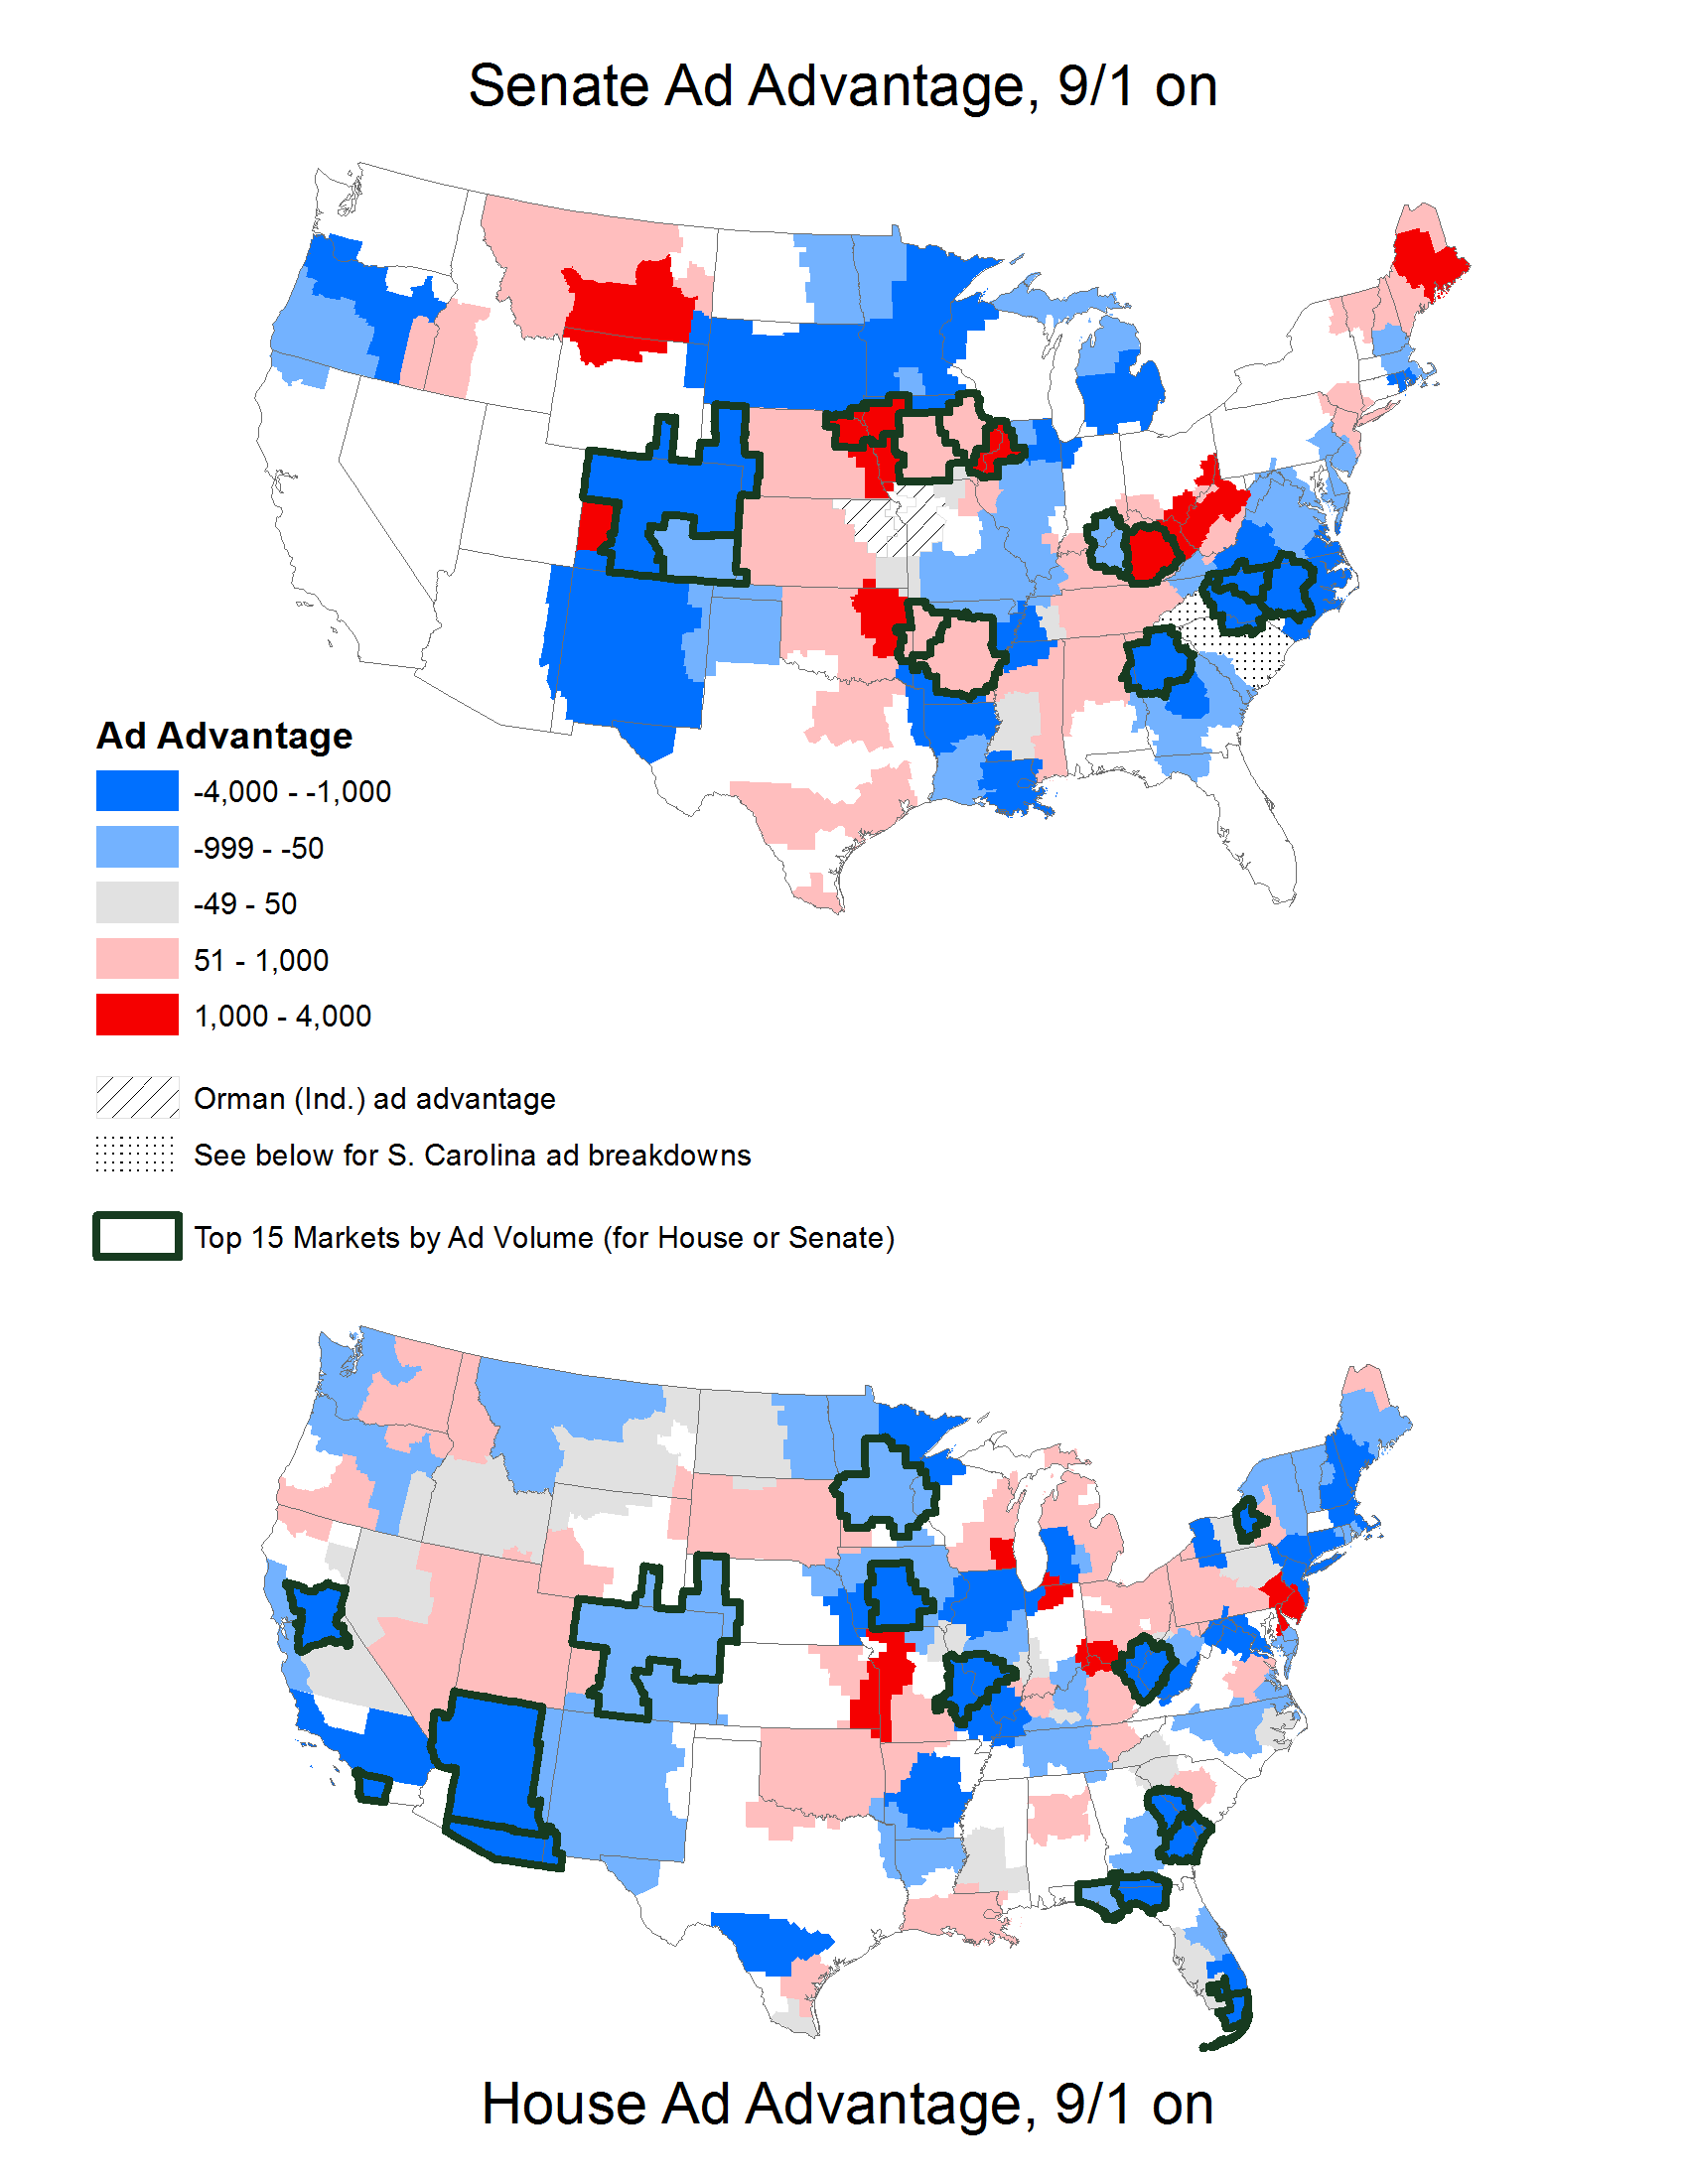 Senate Ad Advantage, 9/1 on
Ad Advantage
-4,000 - -1,000
-999 - -50
-49 - 50
51 - 1,000
1,000 - 4,000
Orman (Ind.) ad advantage
See below for S. Carolina ad breakdowns
Top 15 Markets by Ad Volume (for House or Senate)
House Ad Advantage, 9/1 on